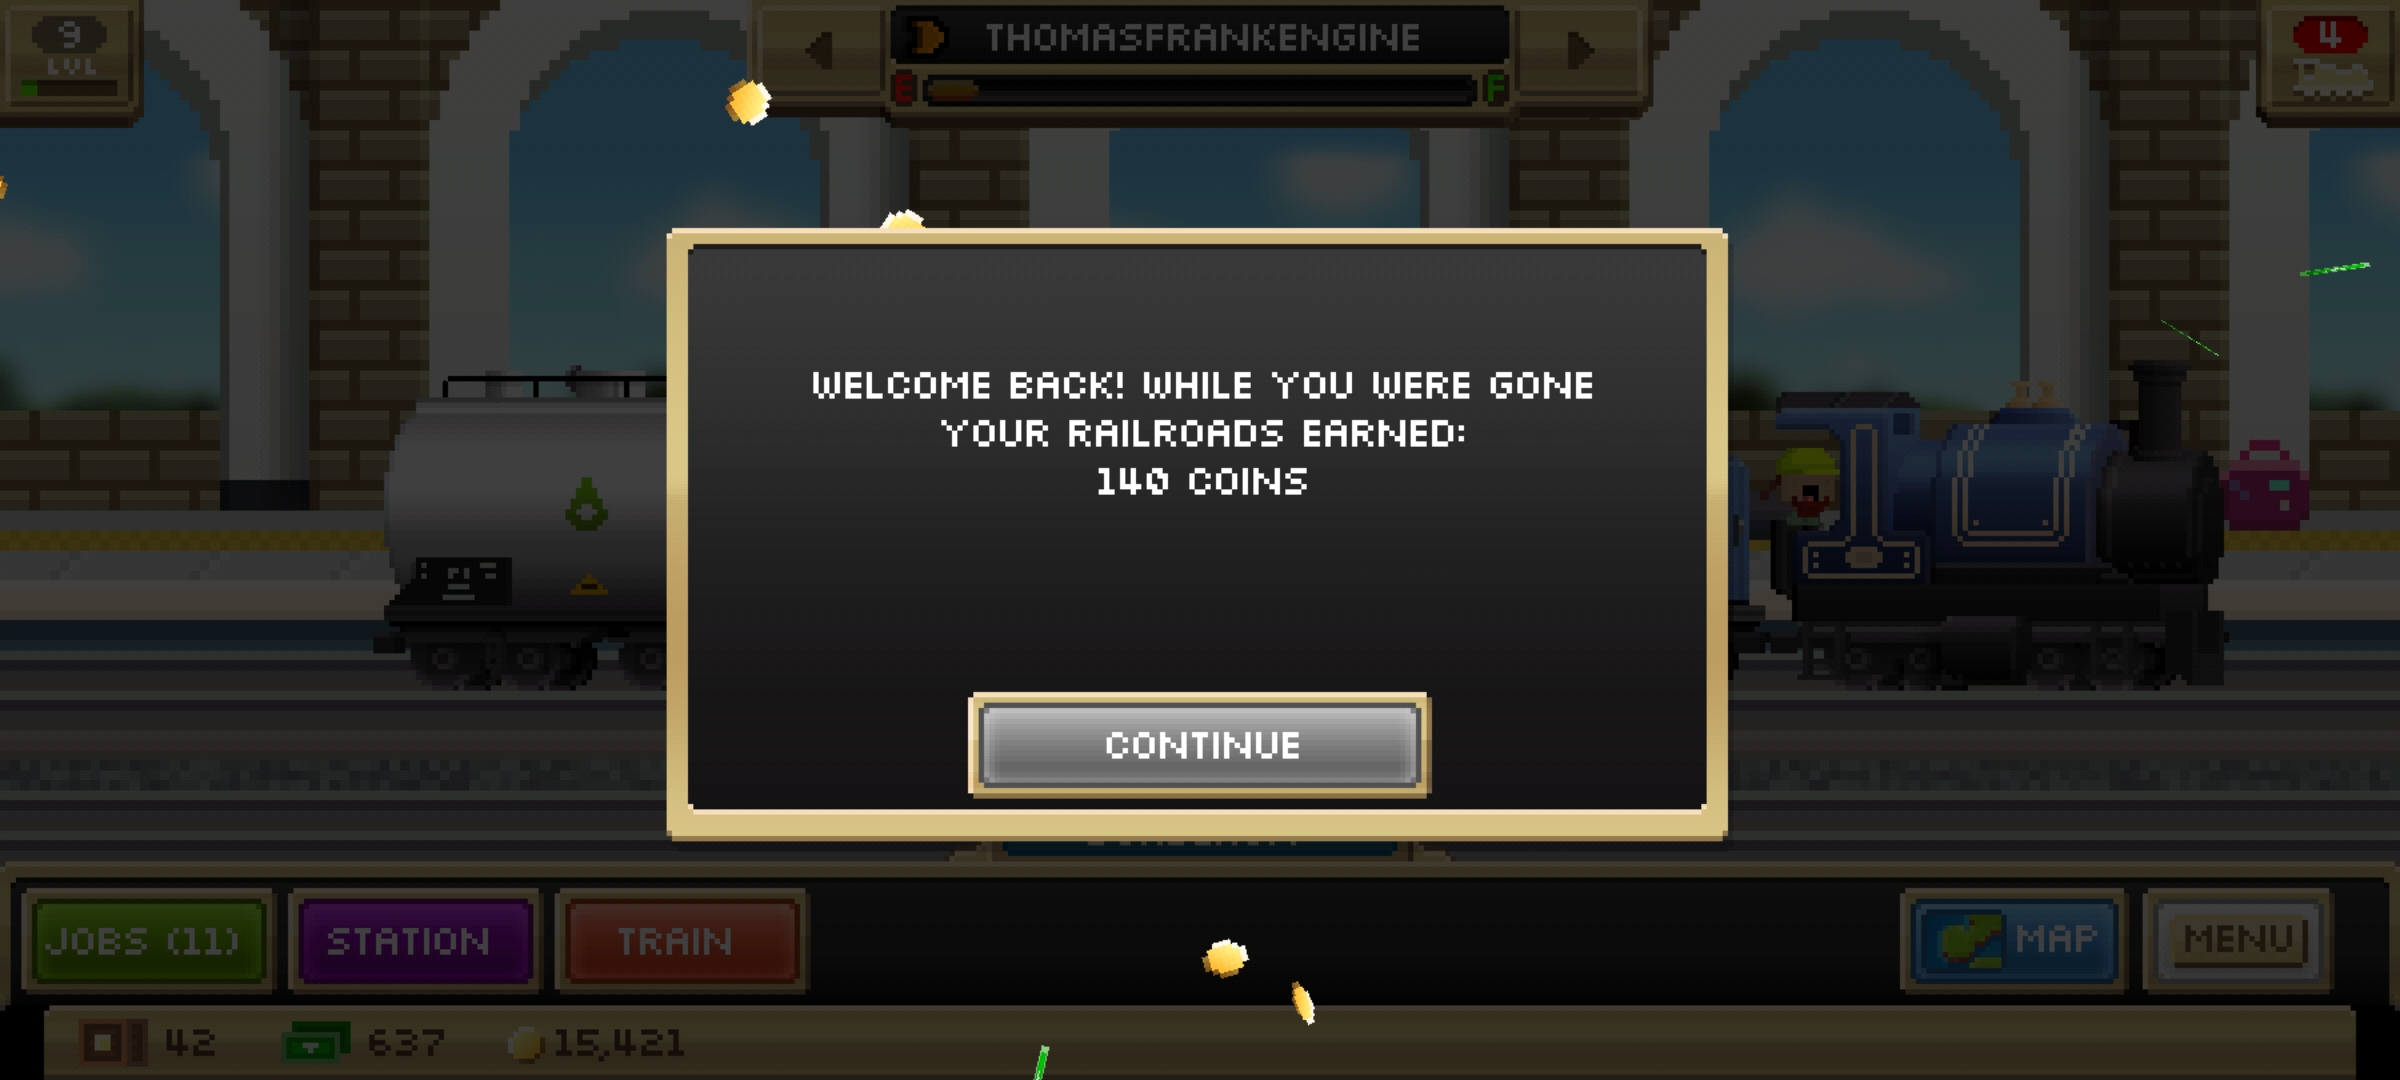 9
LVL
THOMASFRANKENGINE
E
F
4
WELCOME BACK! WHILE YOU WERE GONE
YOUR RAILROADS EARNED:
140 COINS
CONTINUE
JOBS (11)
STATION
TRAIN
MAP
MENU
42
637
15,421